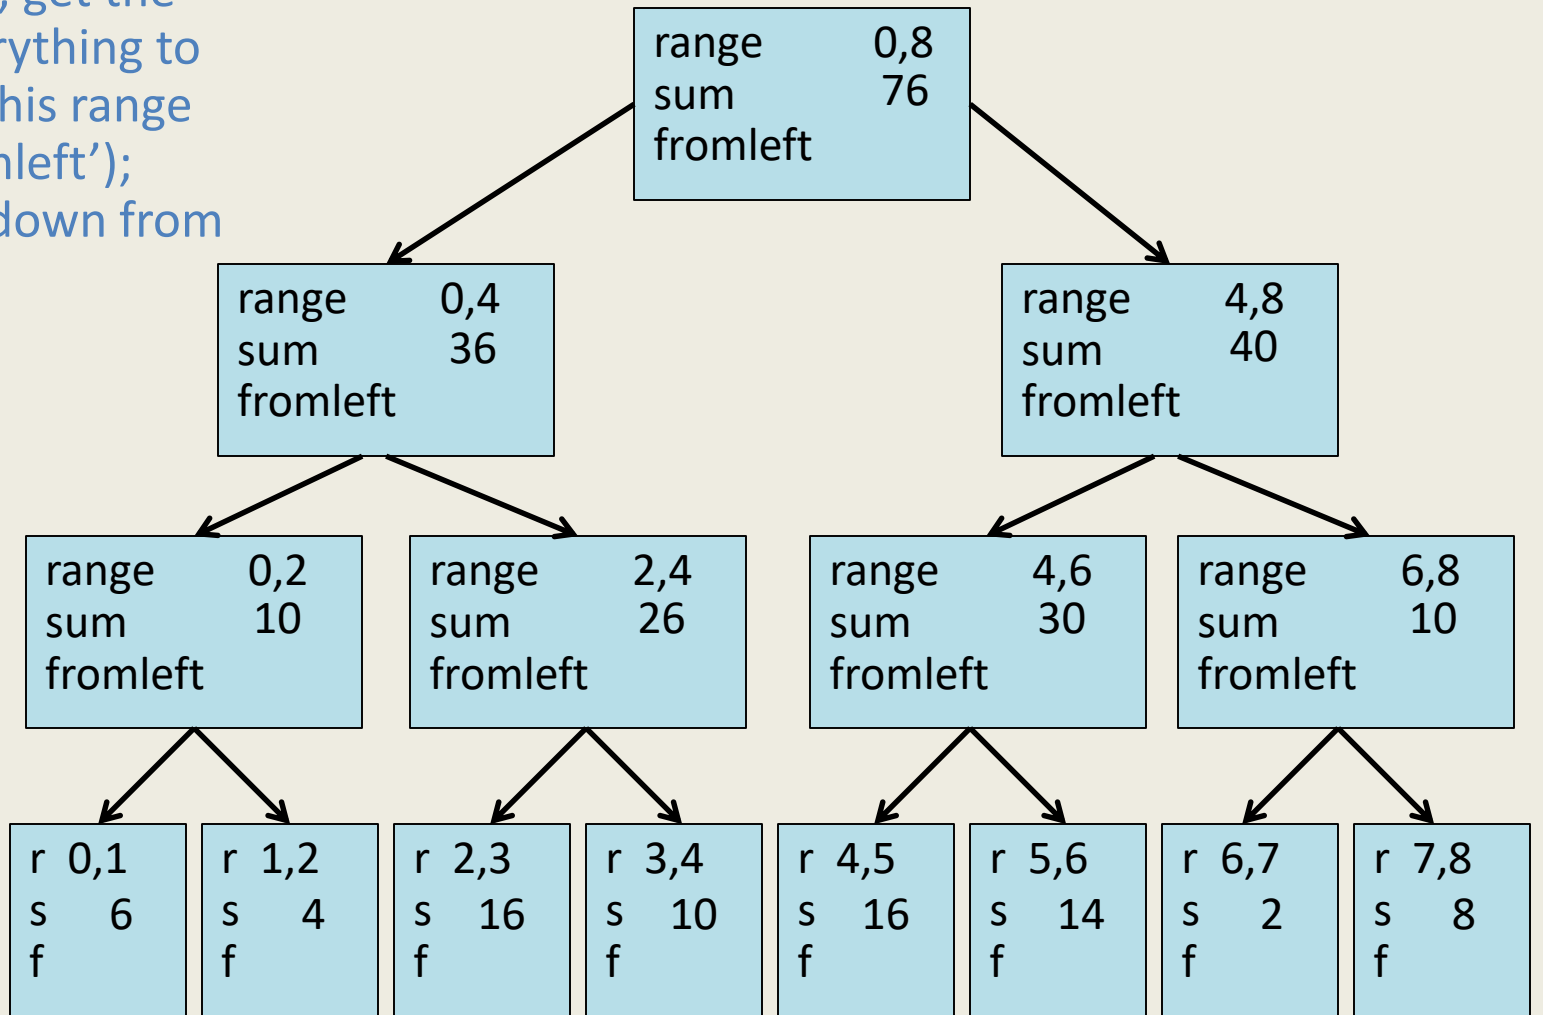 get the
rything to
his range
nleft’);
down from
range 0,8
sum 76
fromleft
range 0,4
sum 36
fromleft
range 4,8
sum 40
fromleft
range 0,2
sum 10
fromleft
range 2,4
sum 26
fromleft
range 4,6
sum 30
fromleft
range 6,8
sum 10
fromleft
r 0,1
s 6
f
r 1,2
s 4
f
r 2,3
s 16
f
r 3,4
s 10
f
r 4,5
s 16
f
r 5,6
s 14
f
r 6,7
s 2
f
r 7,8
s 8
f